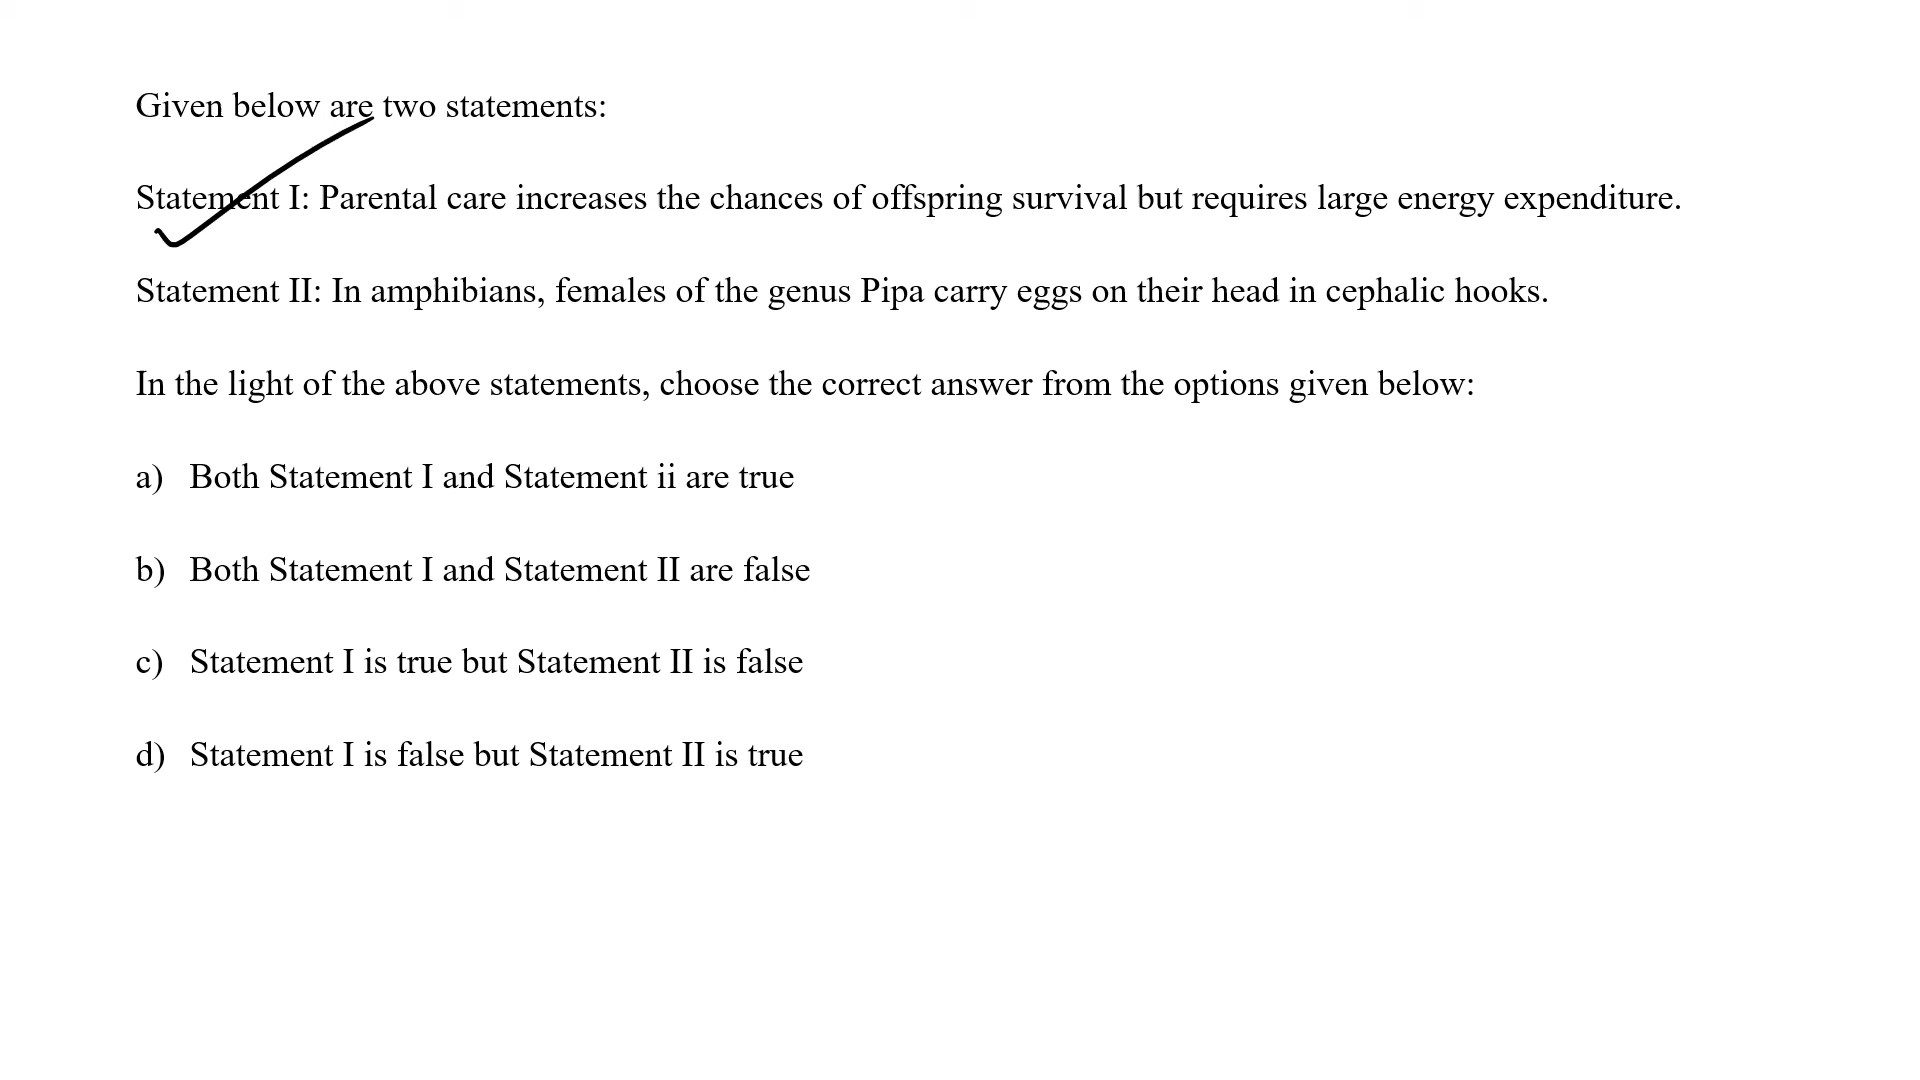 Given below are two statements:
Statement I: Parental care increases the chances of offspring survival but requires large energy expenditure.
Statement II: In amphibians, females of the genus Pipa carry eggs on their head in cephalic hooks.
In the light of the above statements, choose the correct answer from the options given below:
a) Both Statement I and Statement ii are true
b) Both Statement I and Statement II are false
c) Statement I is true but Statement II is false
d) Statement I is false but Statement II is true